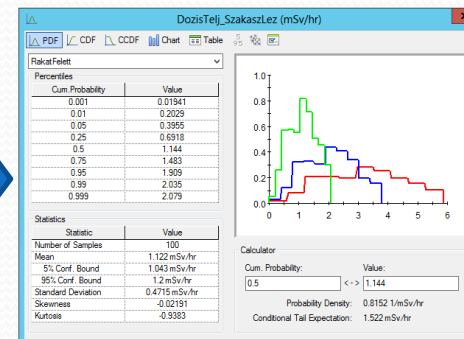 DozisTelj_SzakaszLez (mSv/hr)
PDF CDF CCDF Chart Table 5 95
RakatFelett
Percentiles
Cum.Probability Value
0.001 0.01941
0.01 0.2029
0.05 0.3955
0.25 0.6918
0.5 1.144
0.75 1.483
0.95 1.909
0.99 2.035
0.999 2.079
Statistics
Statistic Value
Number of Samples 100
Mean 1.122 mSv/hr
5% Conf. Bound 1.043 mSv/hr
95% Conf. Bound 1.2 mSv/hr
Standard Deviation 0.4715 mSv/hr
Skewness -0.02191
Kurtosis -0.9383
1.0
0.8
0.6
0.4
0.2
0.0
0 1 2 3 4 5 6
Calculator
Cum. Probability: Value:
0.5 <-> 1.144
Probability Density: 0.8152 1/mSv/hr
Conditional Tail Expectation: 1.522 mSv/hr